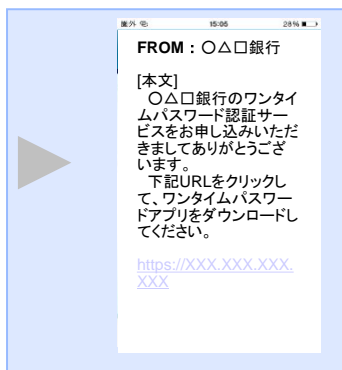 圏外 15:05 28%
FROM：〇△□銀行
[本文]
　〇△□銀行のワンタイ
ムパスワード認証サー
ビスをお申し込みいただ
きましてありがとうござ
います。
　下記URLをクリックし
て、ワンタイムパスワー
ドアプリをダウンロードし
てください。
https://XXX.XXX.XXX.
XXX